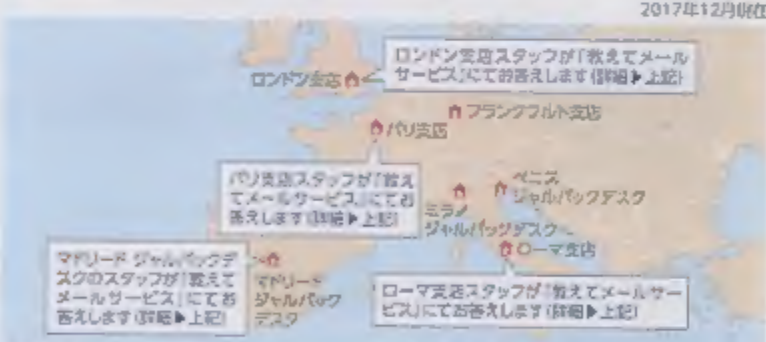 2017年12月現在
ロンドン支店スタッフが「教えてメール
サービス」にてお答えします(詳細▶上記)
ロンドン支店
フランクフルト支店
パリ支店
パリ支店スタッフが「教え
てメールサービス」にてお
答えします(詳細▶上記)
ベニス
ジャルパックデスク
ミラノ
ジャルパックデスク
ローマ支店
マドリード ジャルパックデ
スクのスタッフが「教えて
メールサービス」にてお
答えします(詳細▶上記)
マドリード
ジャルパック
デスク
ローマ支店スタッフが「教えてメールサー
ビス」にてお答えします(詳細▶上記)